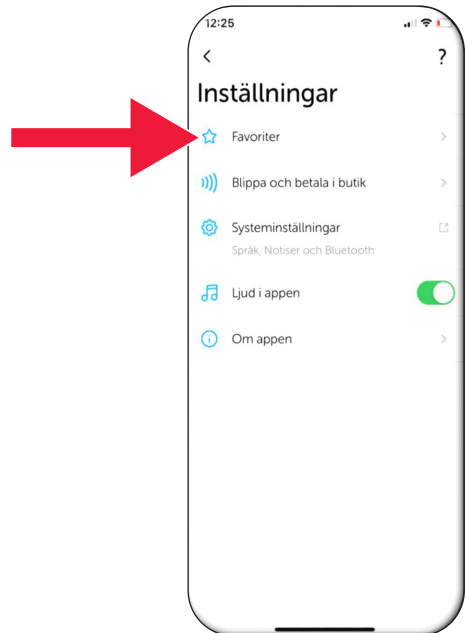 12:25
?
Inställningar
Favoriter
Blippa och betala i butik
Systeminställningar
Språk, Notiser och Bluetooth
Ljud i appen
Om appen